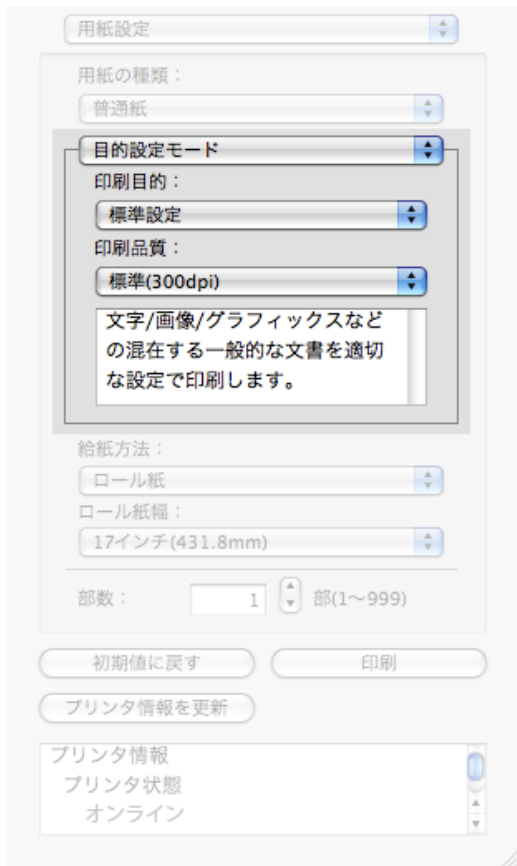 用紙設定
用紙の種類：
普通紙
目的設定モード
印刷目的：
標準設定
印刷品質：
標準(300dpi)
文字/画像/グラフィックスなど
の混在する一般的な文書を適切
な設定で印刷します。
給紙方法：
ロール紙
ロール紙幅：
17インチ(431.8mm)
部数： 1 部(1〜999)
初期値に戻す 印刷
プリンタ情報を更新
プリンタ情報
プリンタ状態
オンライン